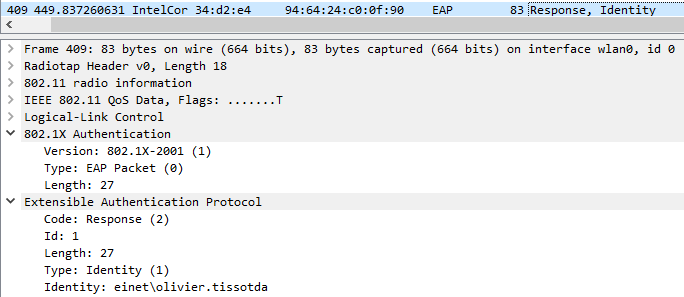 409 449.837260631 IntelCor 34:d2:e4 94:64:24:c0:0f:90 EAP 83 Response, Identity
Frame 409: 83 bytes on wire (664 bits), 83 bytes captured (664 bits) on interface wlan0, id 0
Radiotap Header v0, Length 18
802.11 radio information
IEEE 802.11 QoS Data, Flags: .......T
Logical-Link Control
802.1X Authentication
Version: 802.1X-2001 (1)
Type: EAP Packet (0)
Length: 27
Extensible Authentication Protocol
Code: Response (2)
Id: 1
Length: 27
Type: Identity (1)
Identity: einet\olivier.tissotda